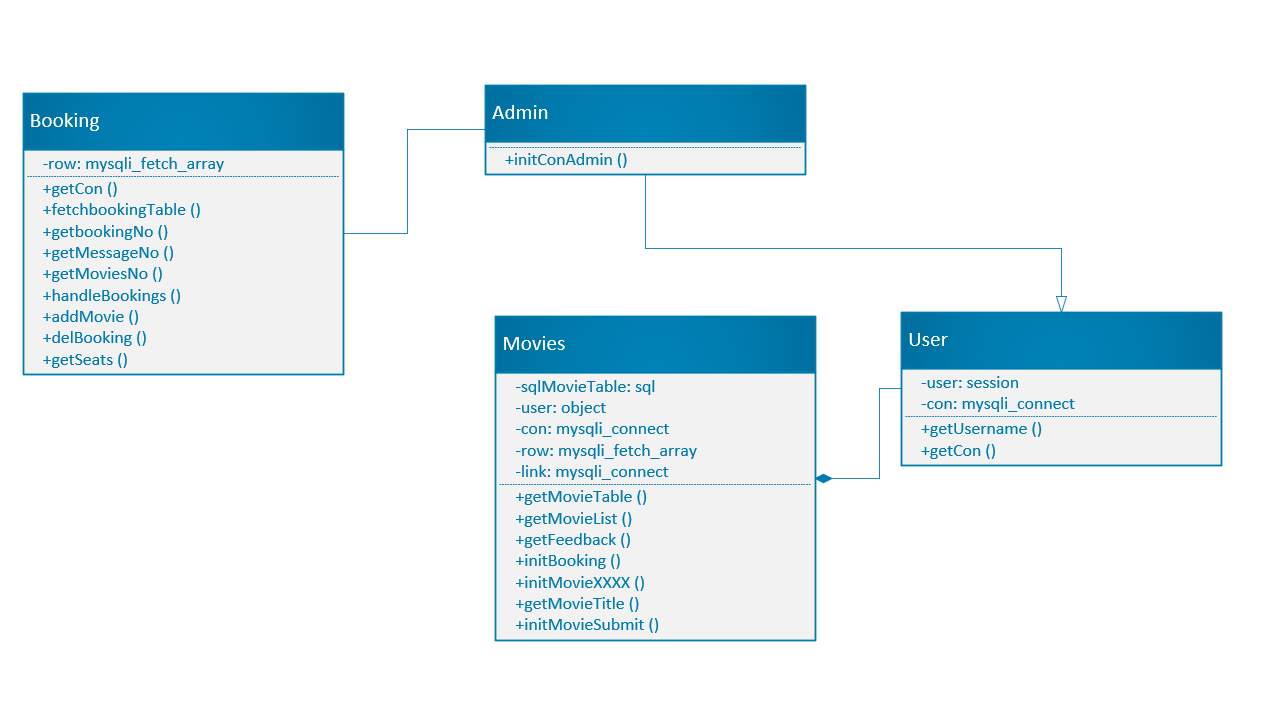 Booking
-row: mysqli_fetch_array
+getCon ()
+fetchbookingTable ()
+getbookingNo ()
+getMessageNo ()
+getMoviesNo ()
+handleBookings ()
+addMovie ()
+delBooking ()
+getSeats ()
Admin
+initConAdmin ()
Movies
-sqlMovieTable: sql
-user: object
-con: mysqli_connect
-row: mysqli_fetch_array
-link: mysqli_connect
+getMovieTable ()
+getMovieList ()
+getFeedback ()
+initBooking ()
+initMovieXXXX ()
+getMovieTitle ()
+initMovieSubmit ()
User
-user: session
-con: mysqli_connect
+getUsername ()
+getCon ()